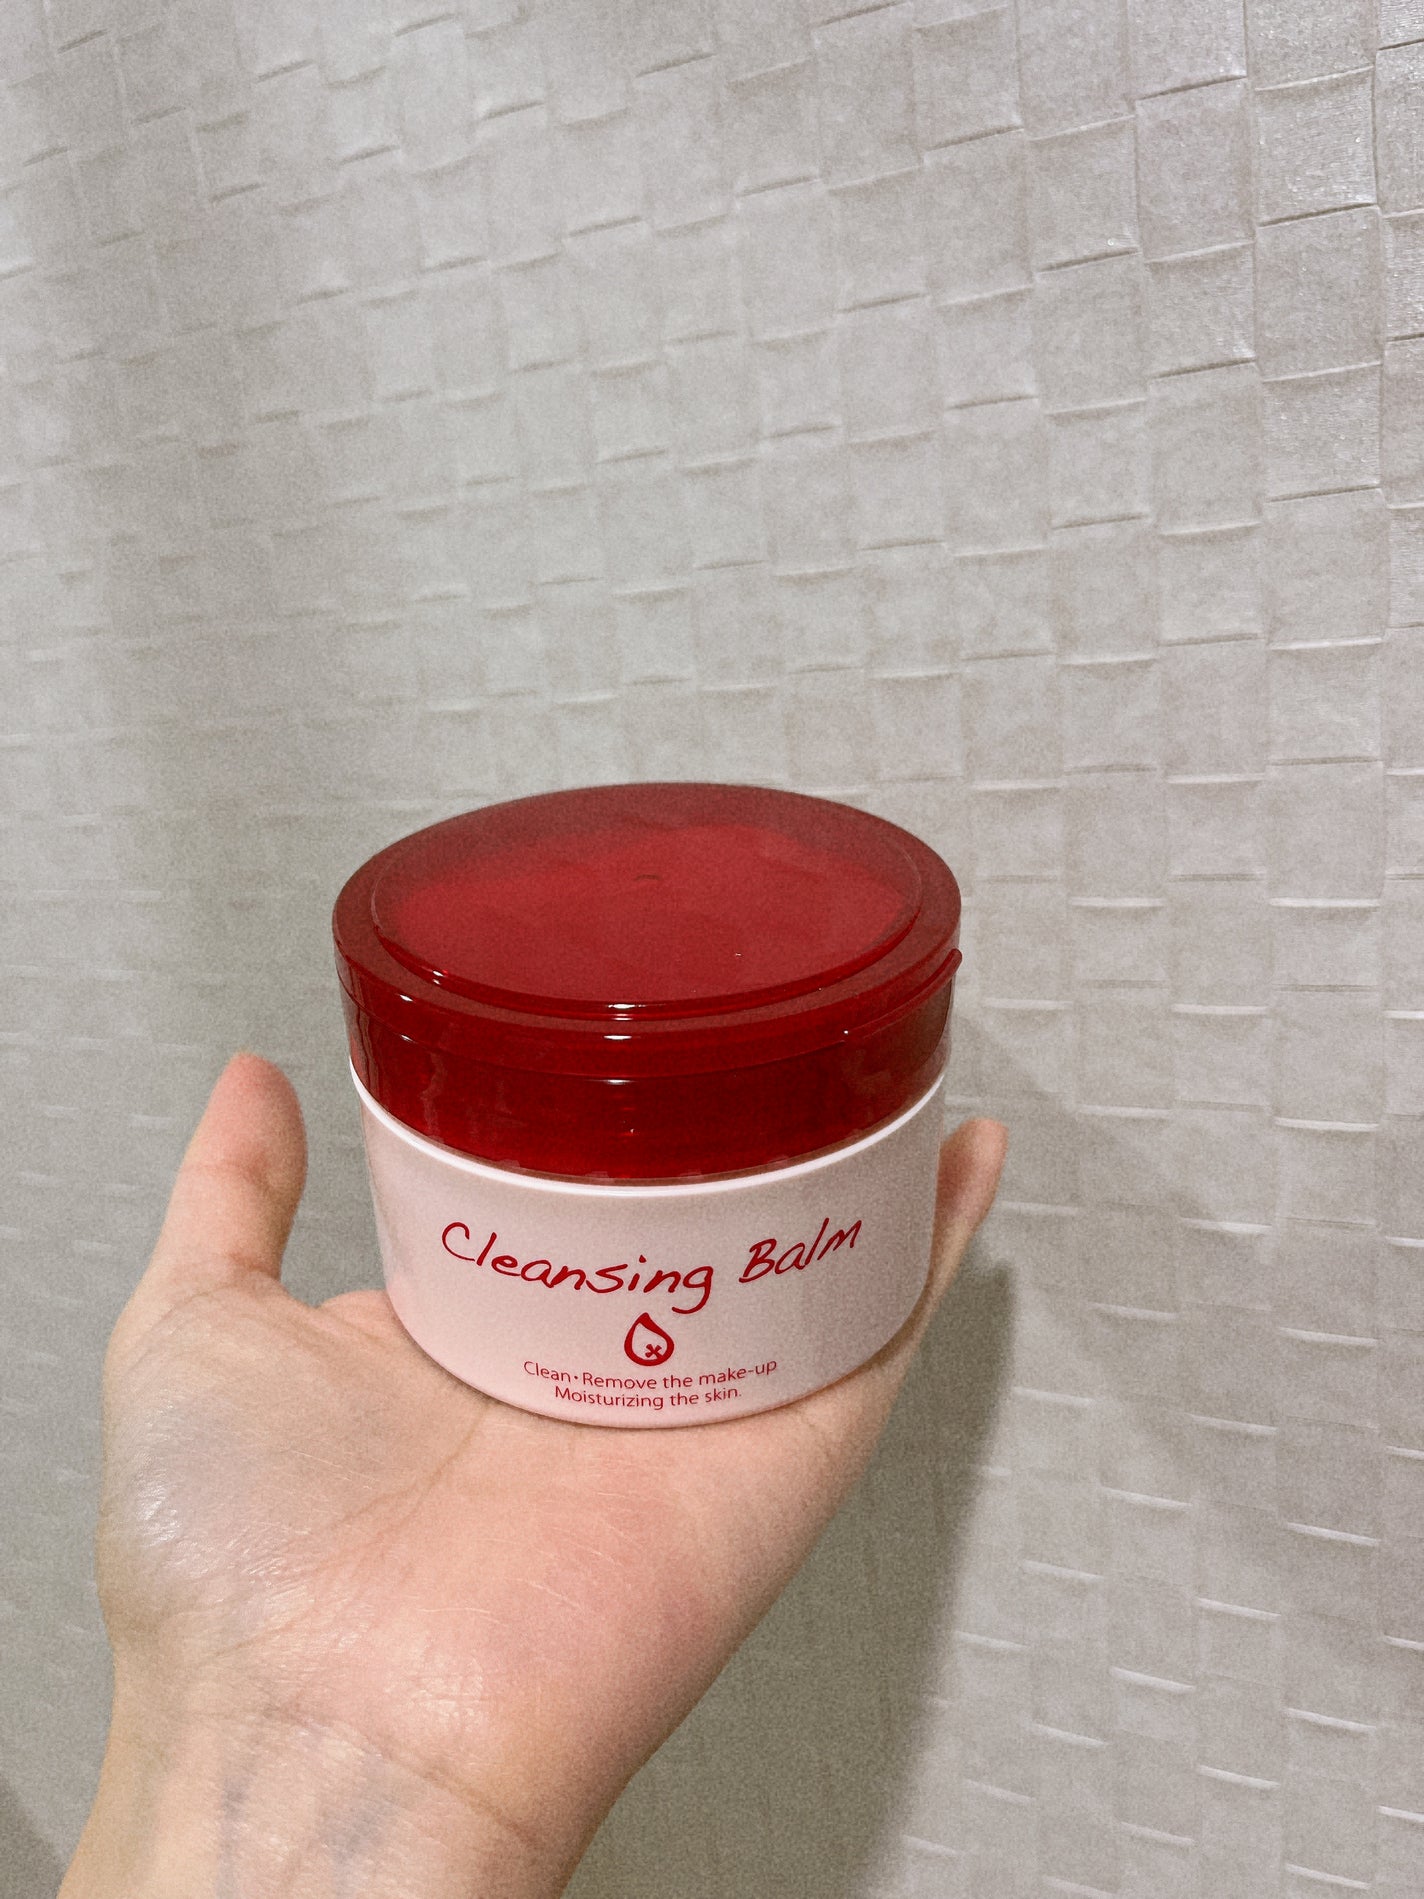 Cleansing Balm
Clean・Remove the make-up
Moisturizing the skin.